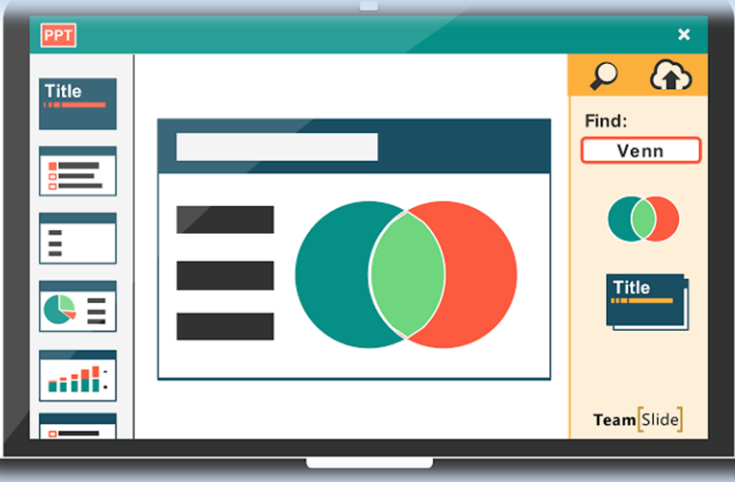 PPT
Title
Find:
Venn
Title
Team[Slide]